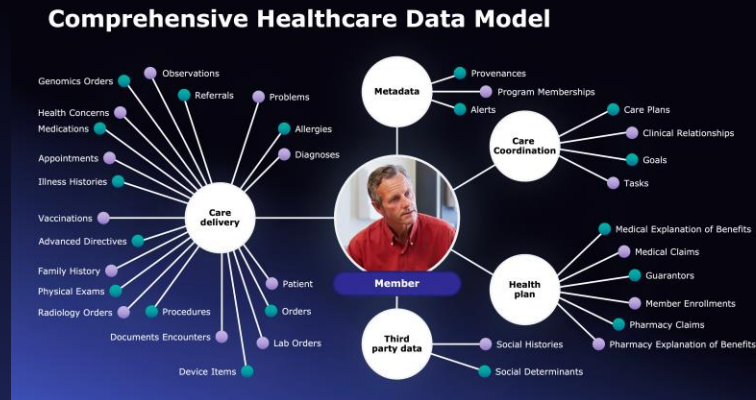 Comprehensive Healthcare Data Model
Observations
Genomics Orders
Referrals
Problems
Health Concerns
Medications
Allergies
Appointments
Diagnoses
Illness Histories
Care
delivery
Vaccinations
Advanced Directives
Family History
Physical Exams
Radiology Orders
Procedures
Documents Encounters
Device Items
Lab Orders
Orders
Patient
Metadata
Provenances
Program Memberships
Alerts
Care
Coordination
Care Plans
Clinical Relationships
Goals
Tasks
Member
Health
plan
Medical Explanation of Benefits
Medical Claims
Guarantors
Member Enrollments
Pharmacy Claims
Pharmacy Explanation of Benefits
Third
party data
Social Histories
Social Determinants